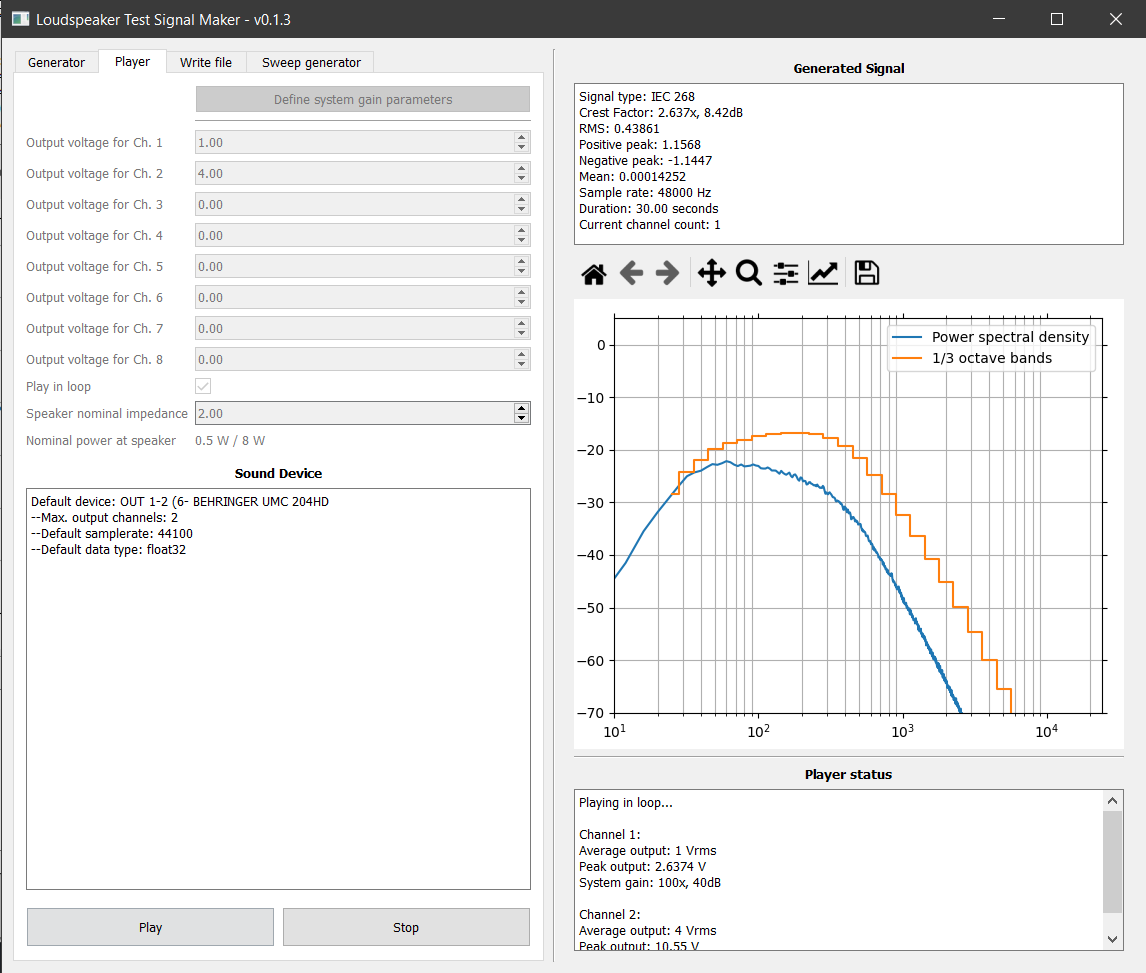 Loudspeaker Test Signal Maker - v0.1.3
Generator
Player
Write file
Sweep generator
Define system gain parameters
Output voltage for Ch. 1
1.00
Output voltage for Ch. 2
4.00
Output voltage for Ch. 3
0.00
Output voltage for Ch. 4
0.00
Output voltage for Ch. 5
0.00
Output voltage for Ch. 6
0.00
Output voltage for Ch. 7
0.00
Output voltage for Ch. 8
0.00
Play in loop
Speaker nominal impedance
2.00
Nominal power at speaker
0.5 W / 8 W
Sound Device
Default device: OUT 1-2 (6- BEHRINGER UMC 204HD
--Max. output channels: 2
--Default samplerate: 44100
--Default data type: float32
Play
Stop
Generated Signal
Signal type: IEC 268
Crest Factor: 2.637x, 8.42dB
RMS: 0.43861
Positive peak: 1.1568
Negative peak: -1.1447
Mean: 0.00014252
Sample rate: 48000 Hz
Duration: 30.00 seconds
Current channel count: 1
Power spectral density
1/3 octave bands
0
−10
−20
−30
−40
−50
−60
−70
10¹
10²
10³
10⁴
Player status
Playing in loop...
Channel 1:
Average output: 1 Vrms
Peak output: 2.6374 V
System gain: 100x, 40dB
Channel 2:
Average output: 4 Vrms
Peak output: 10.55 V